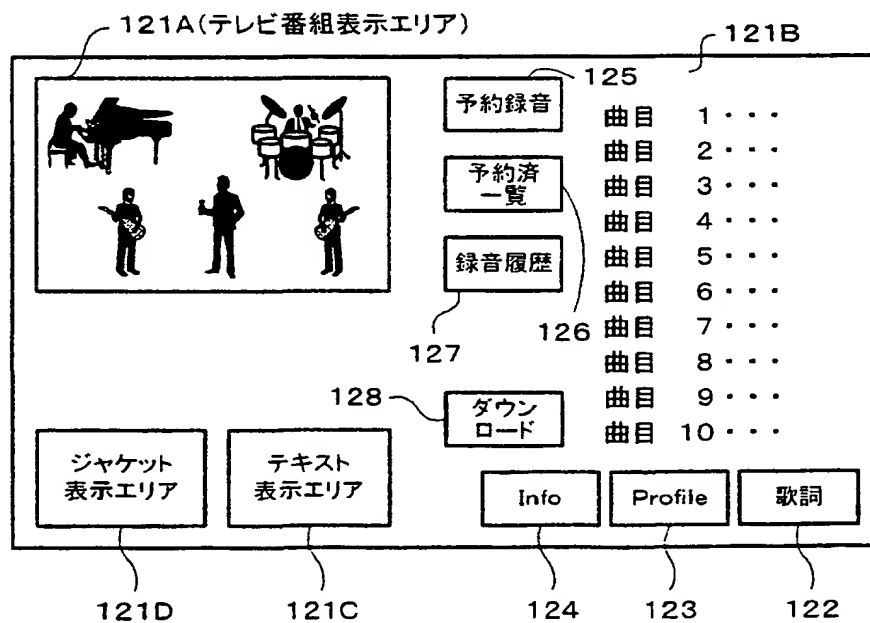 121A(テレビ番組表示エリア)
121B
125
予約録音
予約済
一覧
録音履歴
126
127
128
ダウン
ロード
曲目 1・・・
曲目 2・・・
曲目 3・・・
曲目 4・・・
曲目 5・・・
曲目 6・・・
曲目 7・・・
曲目 8・・・
曲目 9・・・
曲目 10・・・
ジャケット
表示エリア
テキスト
表示エリア
Info
Profile
歌詞
121D
121C
124
123
122